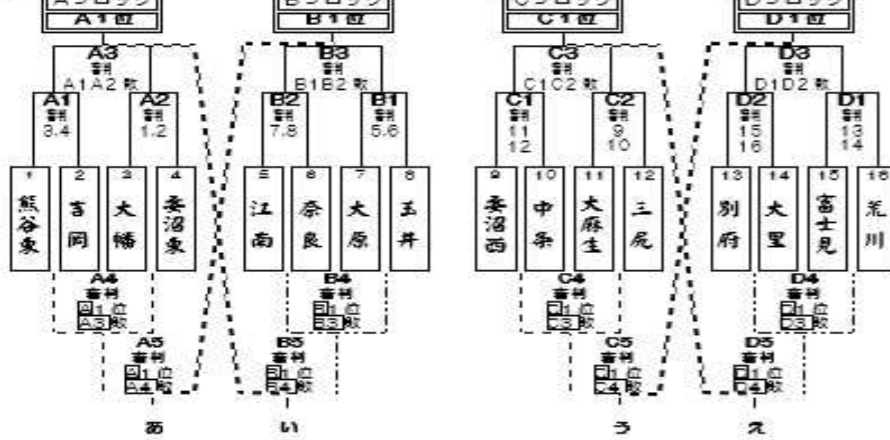 Aブロック Bブロック Cブロック Dブロック
A1位 B1位 C1位 D1位
A3 B3 C3 D3
審判 審判 審判 審判
A1A2敗 B1B2敗 C1C2敗 D1D2敗
A1 A2 B2 B1 C1 C2 D2 D1
審判 審判 審判 審判 審判 審判 審判 審判
3.4 1.2 7.8 5.6 11 9 15 13
12 10 16 14
1 2 3 4 5 6 7 8 9 10 11 12 13 14 15 16
熊谷東 吉岡 大幡 妻沼東 江南 奈良 大原 玉井 妻沼西 中条 大麻生 三尻 別府 大里 富士見 荒川
A4 B4 C4 D4
審判 審判 審判 審判
A1位 B1位 C1位 D1位
A3敗 B3敗 C3敗 D3敗
A5 B5 C5 D5
審判 審判 審判 審判
A1位 B1位 C1位 D1位
A4敗 B4敗 C4敗 D4敗
あ い う え